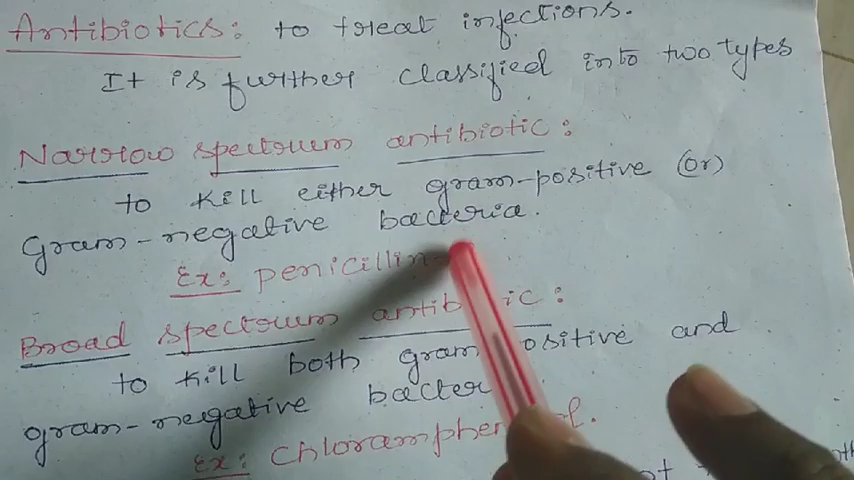 Antibiotics: to treat infections.
It is further classified into two types
Narrow spectrum antibiotic:
to kill either gram-positive (or)
Gram-negative bacteria.
Ex: penicillin
Broad spectrum antibiotic:
to kill both gram positive and
gram-negative bacter
Ex: Chloramphenicol.